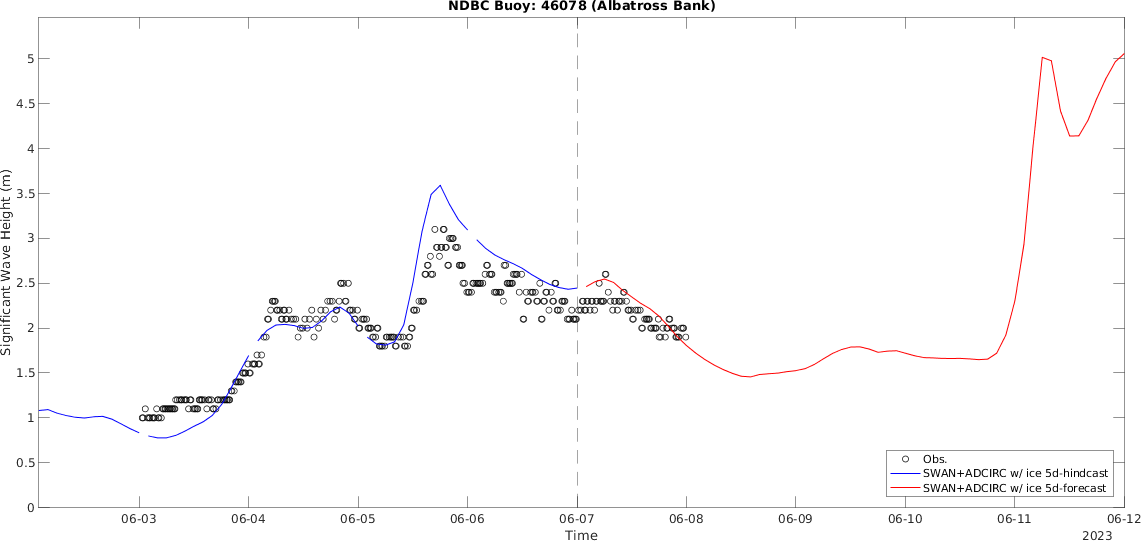 NDBC Buoy: 46078 (Albatross Bank)
Significant Wave Height (m)
5
4.5
4
3.5
3
2.5
2
1.5
1
0.5
0
Obs.
SWAN+ADCIRC w/ ice 5d-hindcast
SWAN+ADCIRC w/ ice 5d-forecast
06-03 06-04 06-05 06-06 06-07 06-08 06-09 06-10 06-11 06-12
Time
2023